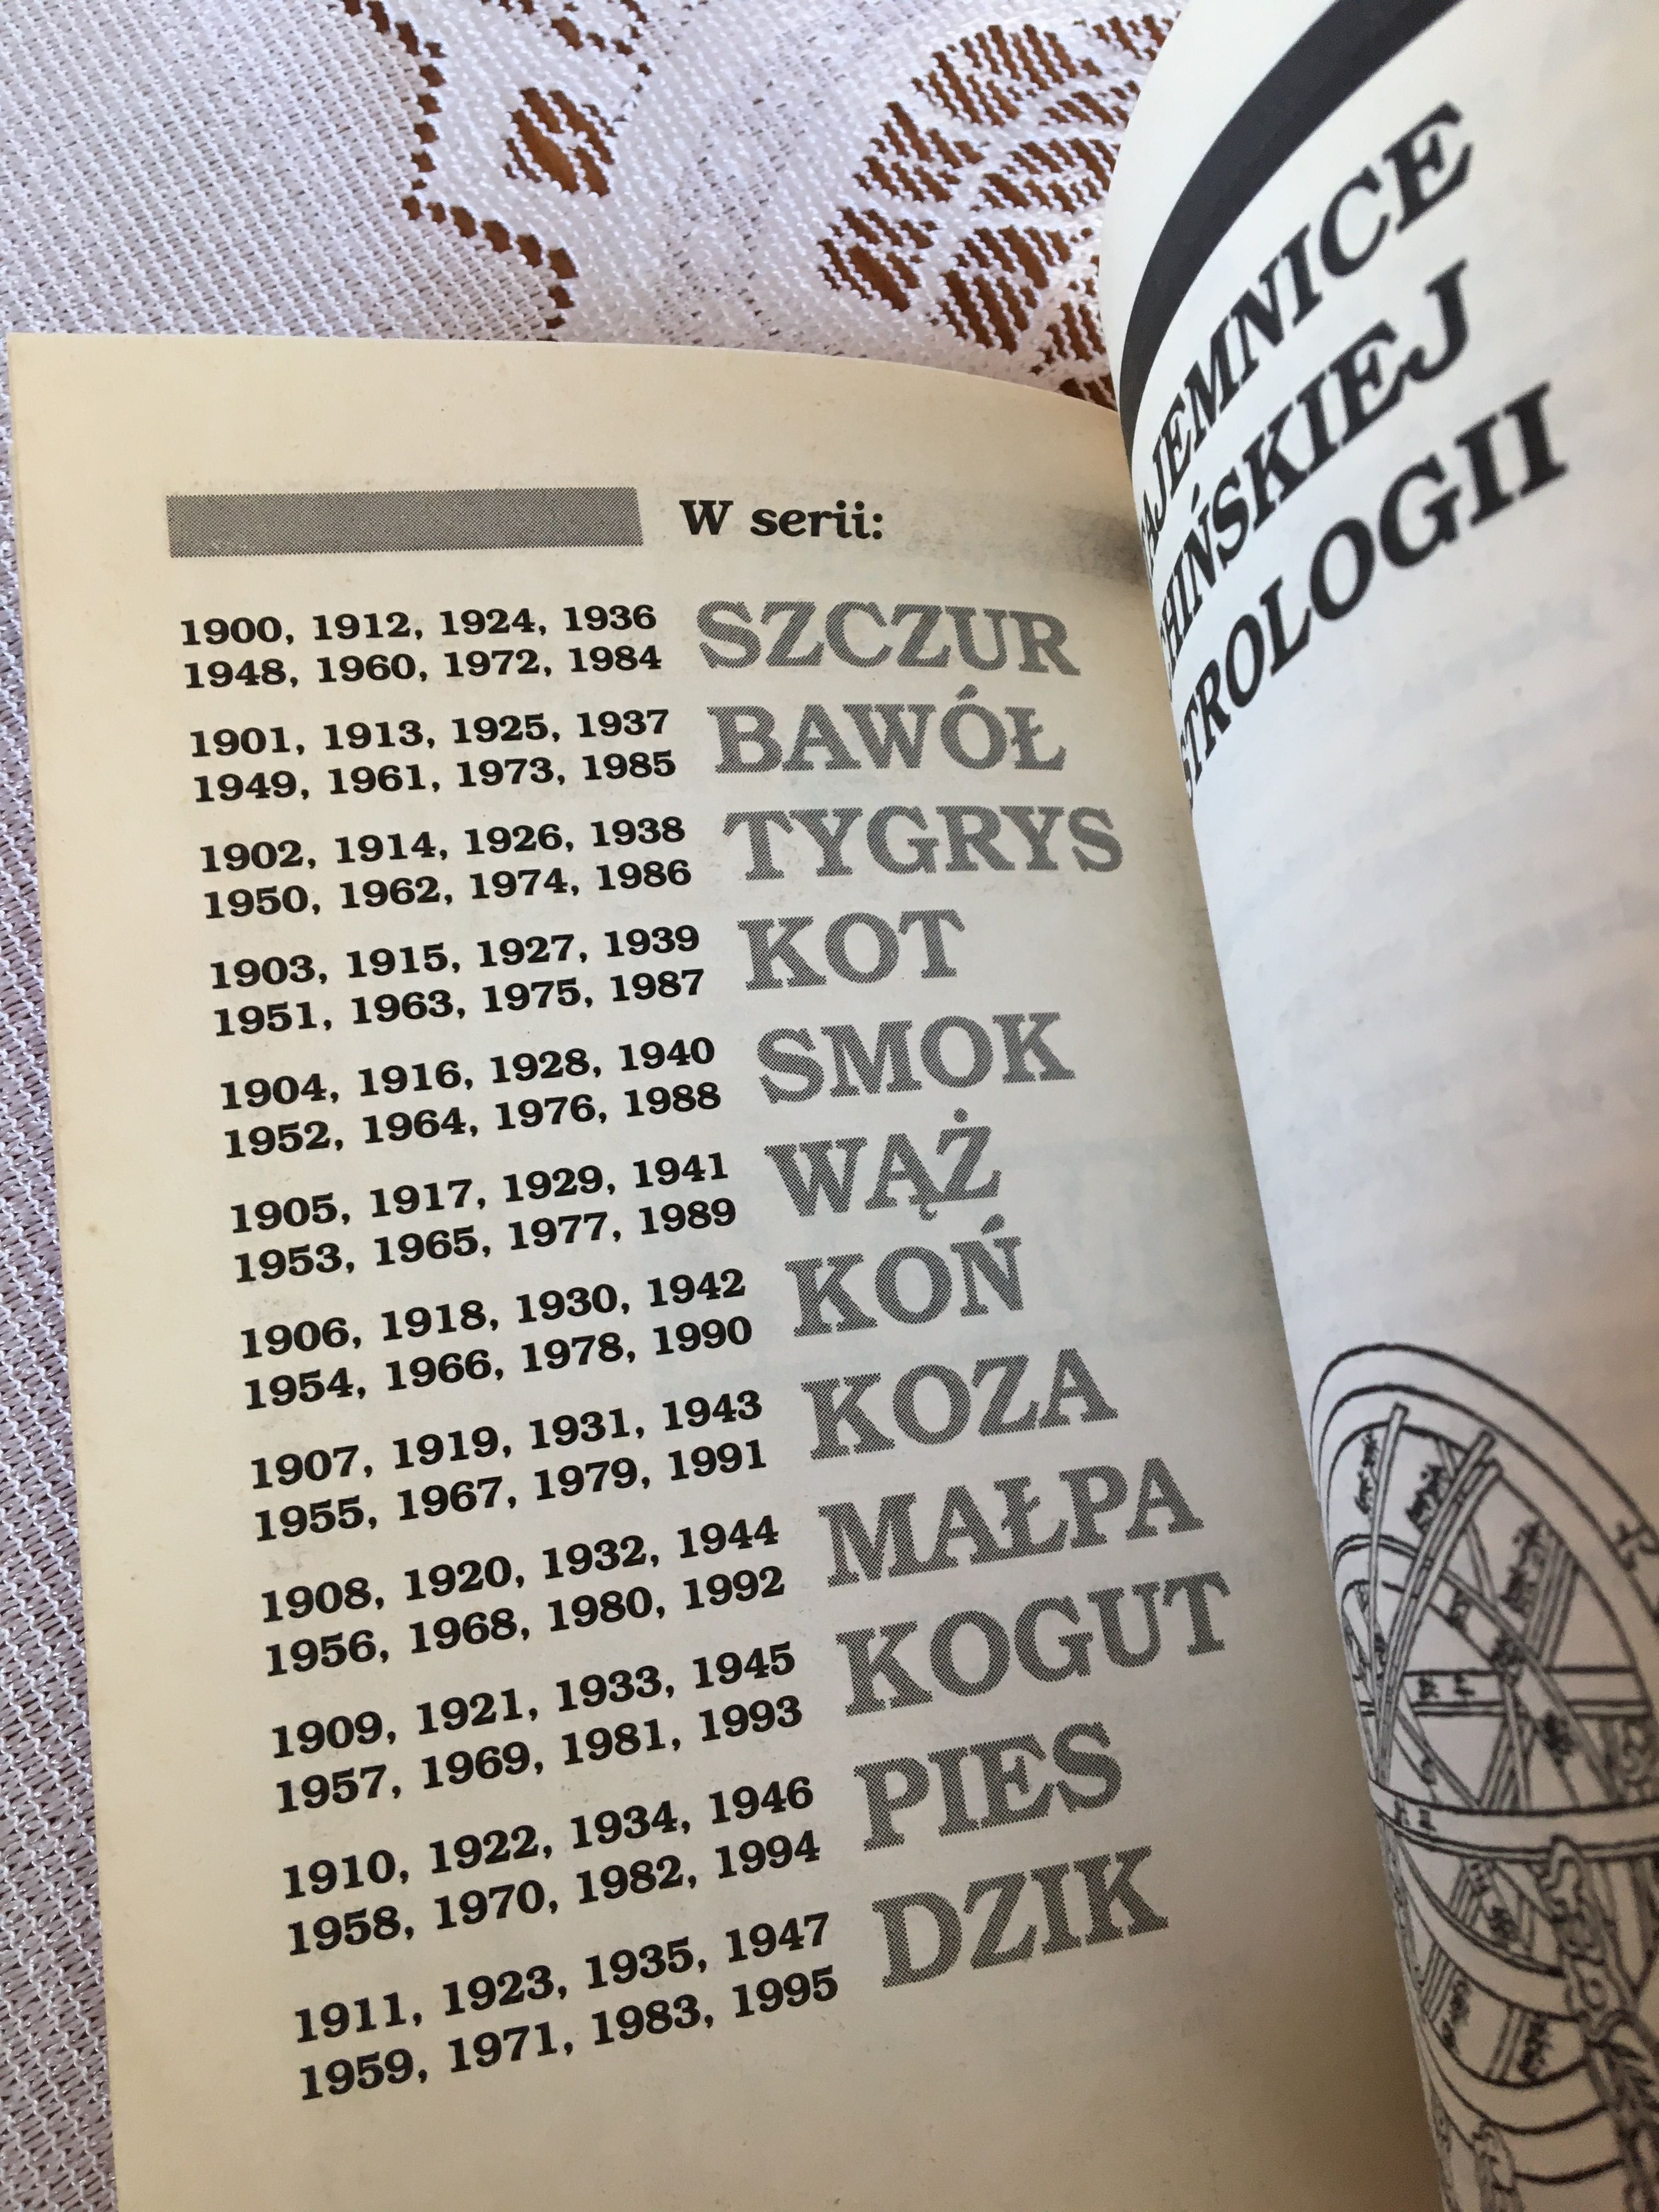 W serii:
1900, 1912, 1924, 1936
1948, 1960, 1972, 1984
SZCZUR
1901, 1913, 1925, 1937
1949, 1961, 1973, 1985
BAWÓŁ
1902, 1914, 1926, 1938
1950, 1962, 1974, 1986
TYGRYS
1903, 1915, 1927, 1939
1951, 1963, 1975, 1987
KOT
1904, 1916, 1928, 1940
1952, 1964, 1976, 1988
SMOK
1905, 1917, 1929, 1941
1953, 1965, 1977, 1989
WĄŻ
1906, 1918, 1930, 1942
1954, 1966, 1978, 1990
KOŃ
1907, 1919, 1931, 1943
1955, 1967, 1979, 1991
KOZA
1908, 1920, 1932, 1944
1956, 1968, 1980, 1992
MAŁPA
1909, 1921, 1933, 1945
1957, 1969, 1981, 1993
KOGUT
1910, 1922, 1934, 1946
1958, 1970, 1982, 1994
PIES
1911, 1923, 1935, 1947
1959, 1971, 1983, 1995
DZIK
TAJEMNICE
HIŃSKIEJ
STROLOGII